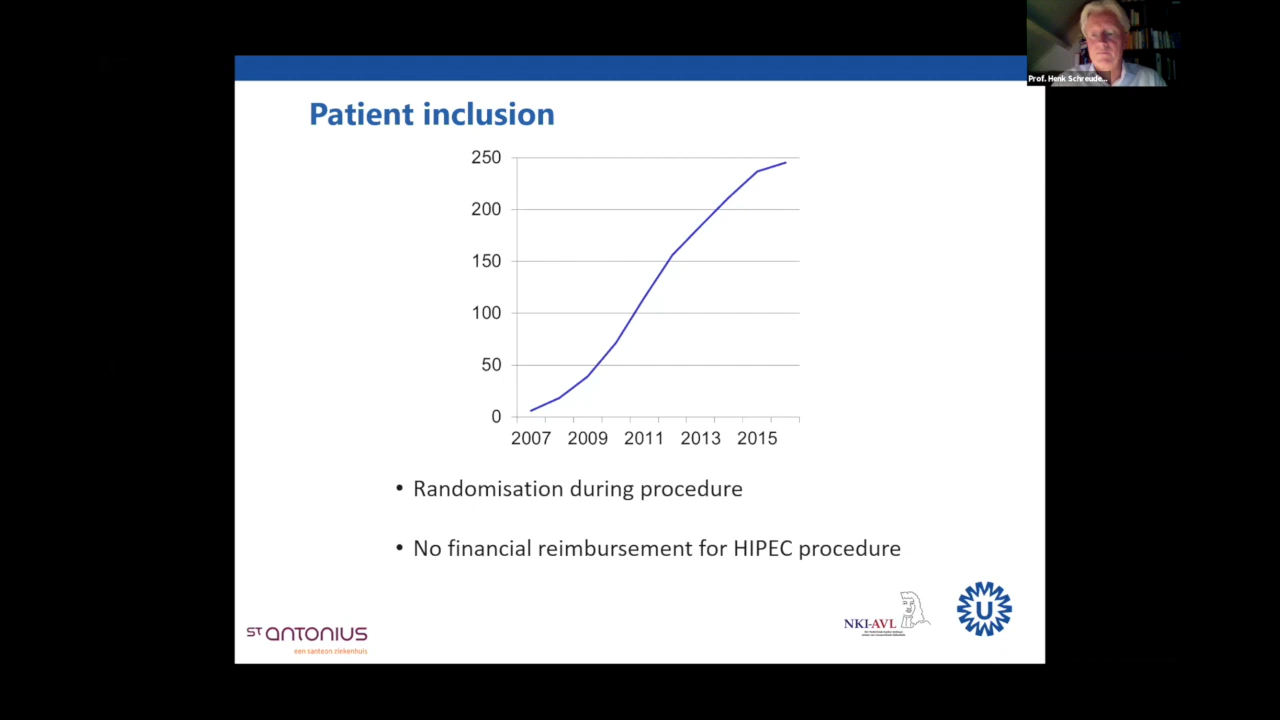 Prof. Henk Schreude...
Patient inclusion
250
200
150
100
50
0
2007 2009 2011 2013 2015
• Randomisation during procedure
• No financial reimbursement for HIPEC procedure
ST ANTONIUS
een santeon ziekenhuis
NKI-AVL
U